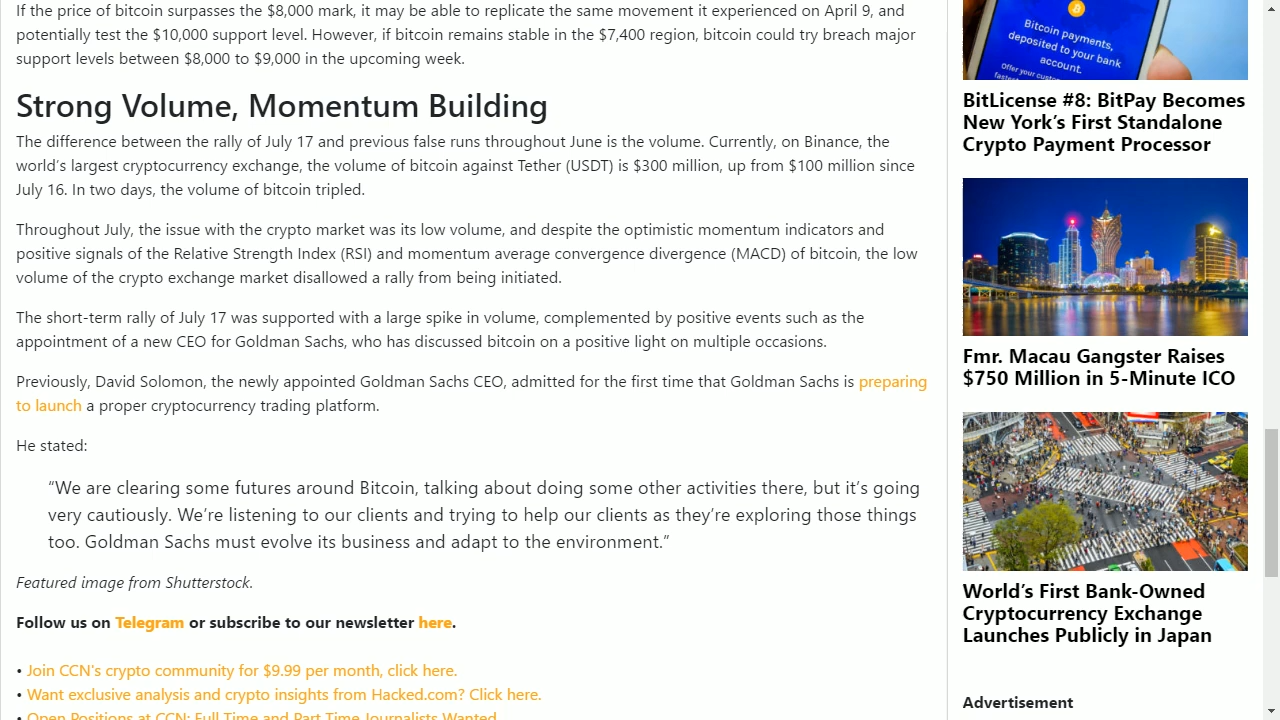 If the price of bitcoin surpasses the $8,000 mark, it may be able to replicate the same movement it experienced on April 9, and
potentially test the $10,000 support level. However, if bitcoin remains stable in the $7,400 region, bitcoin could try breach major
support levels between $8,000 to $9,000 in the upcoming week.
Strong Volume, Momentum Building
The difference between the rally of July 17 and previous false runs throughout June is the volume. Currently, on Binance, the
world’s largest cryptocurrency exchange, the volume of bitcoin against Tether (USDT) is $300 million, up from $100 million since
July 16. In two days, the volume of bitcoin tripled.
Throughout July, the issue with the crypto market was its low volume, and despite the optimistic momentum indicators and
positive signals of the Relative Strength Index (RSI) and momentum average convergence divergence (MACD) of bitcoin, the low
volume of the crypto exchange market disallowed a rally from being initiated.
The short-term rally of July 17 was supported with a large spike in volume, complemented by positive events such as the
appointment of a new CEO for Goldman Sachs, who has discussed bitcoin on a positive light on multiple occasions.
Previously, David Solomon, the newly appointed Goldman Sachs CEO, admitted for the first time that Goldman Sachs is preparing
to launch a proper cryptocurrency trading platform.
He stated:
“We are clearing some futures around Bitcoin, talking about doing some other activities there, but it’s going
very cautiously. We’re listening to our clients and trying to help our clients as they’re exploring those things
too. Goldman Sachs must evolve its business and adapt to the environment.”
Featured image from Shutterstock.
Follow us on Telegram or subscribe to our newsletter here.
• Join CCN's crypto community for $9.99 per month, click here.
• Want exclusive analysis and crypto insights from Hacked.com? Click here.
• Open Positions at CCN: Full Time and Part Time Journalists Wanted.
Bitcoin payments,
deposited to your bank
account.
Offer your
BitLicense #8: BitPay Becomes
New York’s First Standalone
Crypto Payment Processor
Fmr. Macau Gangster Raises
$750 Million in 5-Minute ICO
World’s First Bank-Owned
Cryptocurrency Exchange
Launches Publicly in Japan
Advertisement